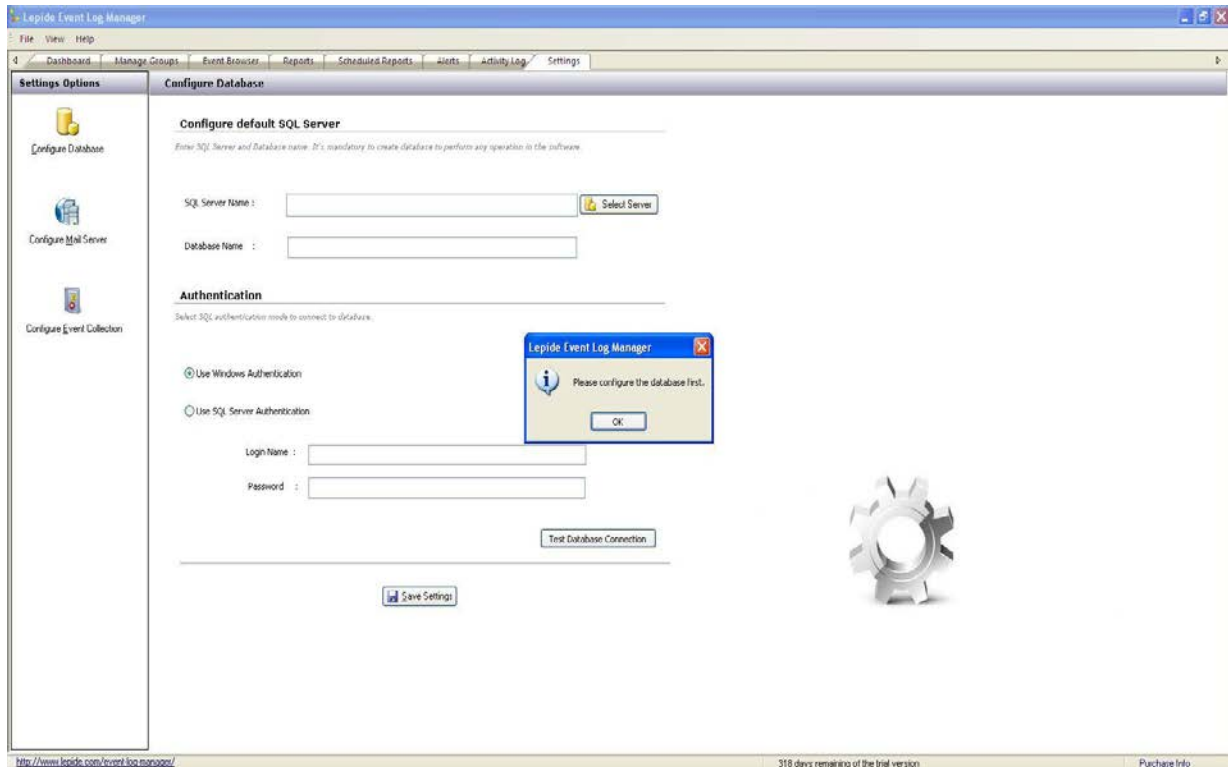 Lepide Event Log Manager
File View Help
Dashboard Manage Groups Event Browser Reports Scheduled Reports Alerts Activity Log Settings
Settings Options
Configure Database
Configure Mail Server
Configure Event Collection
Configure Database
Configure default SQL Server
Enter SQL Server and Database name. It's mandatory to create database to perform any operation in the software.
SQL Server Name :
Select Server
Database Name :
Authentication
Select SQL authentication mode to connect to database.
Use Windows Authentication
Use SQL Server Authentication
Login Name :
Password :
Test Database Connection
Save Settings
Lepide Event Log Manager
Please configure the database first.
OK
http://www.lepide.com/event-log-manager/
318 days remaining of the trial version
Purchase Info